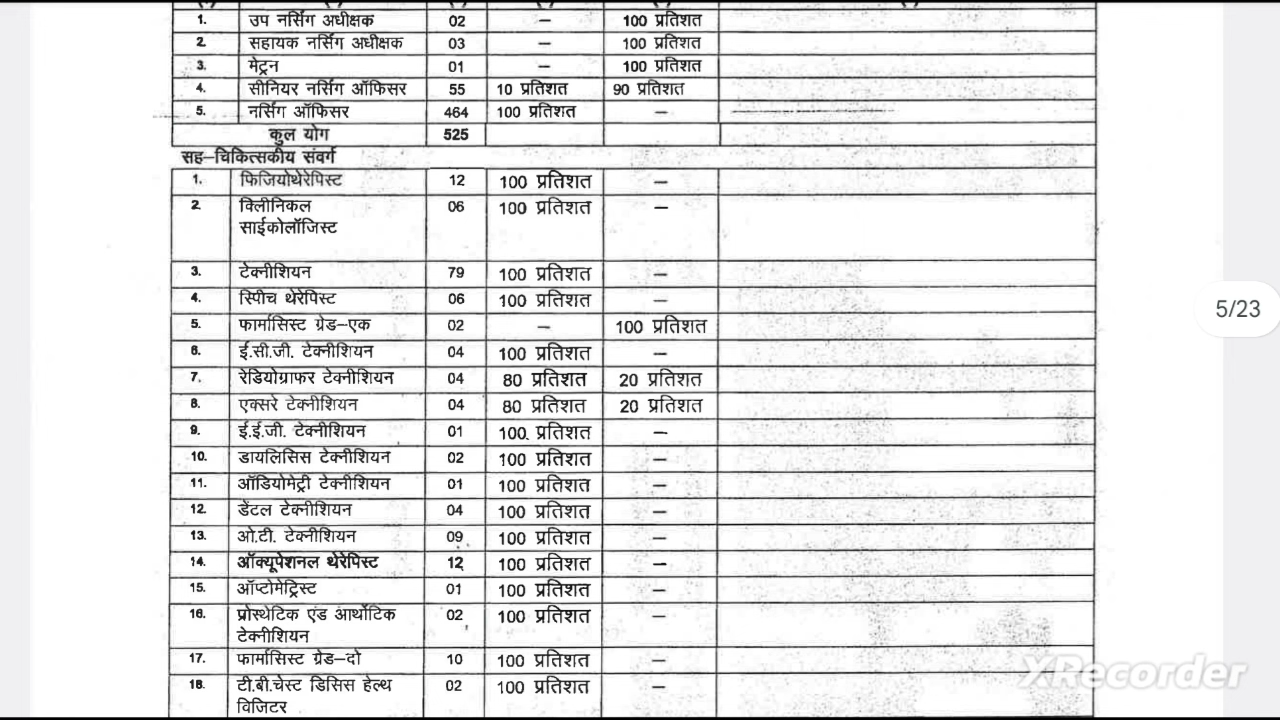 1. उप नर्सिंग अधीक्षक 02 – 100 प्रतिशत
2. सहायक नर्सिंग अधीक्षक 03 – 100 प्रतिशत
3. मेट्रन 01 – 100 प्रतिशत
4. सीनियर नर्सिंग ऑफिसर 55 10 प्रतिशत 90 प्रतिशत
5. नर्सिंग ऑफिसर 464 100 प्रतिशत –
कुल योग 525
सह–चिकित्सकीय संवर्ग
1. फिजियोथेरेपिस्ट 12 100 प्रतिशत –
2. क्लिीनिकल 06 100 प्रतिशत –
साईकोलॉजिस्ट
3. टेक्नीशियन 79 100 प्रतिशत –
4. स्पिीच थेरेपिस्ट 06 100 प्रतिशत –
5. फार्मासिस्ट ग्रेड–एक 02 – 100 प्रतिशत
6. ई.सी.जी. टेक्नीशियन 04 100 प्रतिशत –
7. रेडियोग्राफर टेक्नीशियन 04 80 प्रतिशत 20 प्रतिशत
8. एक्सरे टेक्नीशियन 04 80 प्रतिशत 20 प्रतिशत
9. ई.ई.जी. टेक्नीशियन 01 100 प्रतिशत –
10. डायलिसिस टेक्नीशियन 02 100 प्रतिशत –
11. ऑडियोमेट्री टेक्नीशियन 01 100 प्रतिशत –
12. डेंटल टेक्नीशियन 04 100 प्रतिशत –
13. ओ.टी. टेक्नीशियन 09 100 प्रतिशत –
14. ऑक्यूपेशनल थेरेपिस्ट 12 100 प्रतिशत –
15. ऑप्टोमेट्रिस्ट 01 100 प्रतिशत –
16. प्रोस्थेटिक एंड आर्थोटिक 02 100 प्रतिशत –
टेक्नीशियन
17. फार्मासिस्ट ग्रेड–दो 10 100 प्रतिशत –
18. टी.बी.चेस्ट डिसिस हेल्थ 02 100 प्रतिशत –
विजिटर
5/23
XRecorder